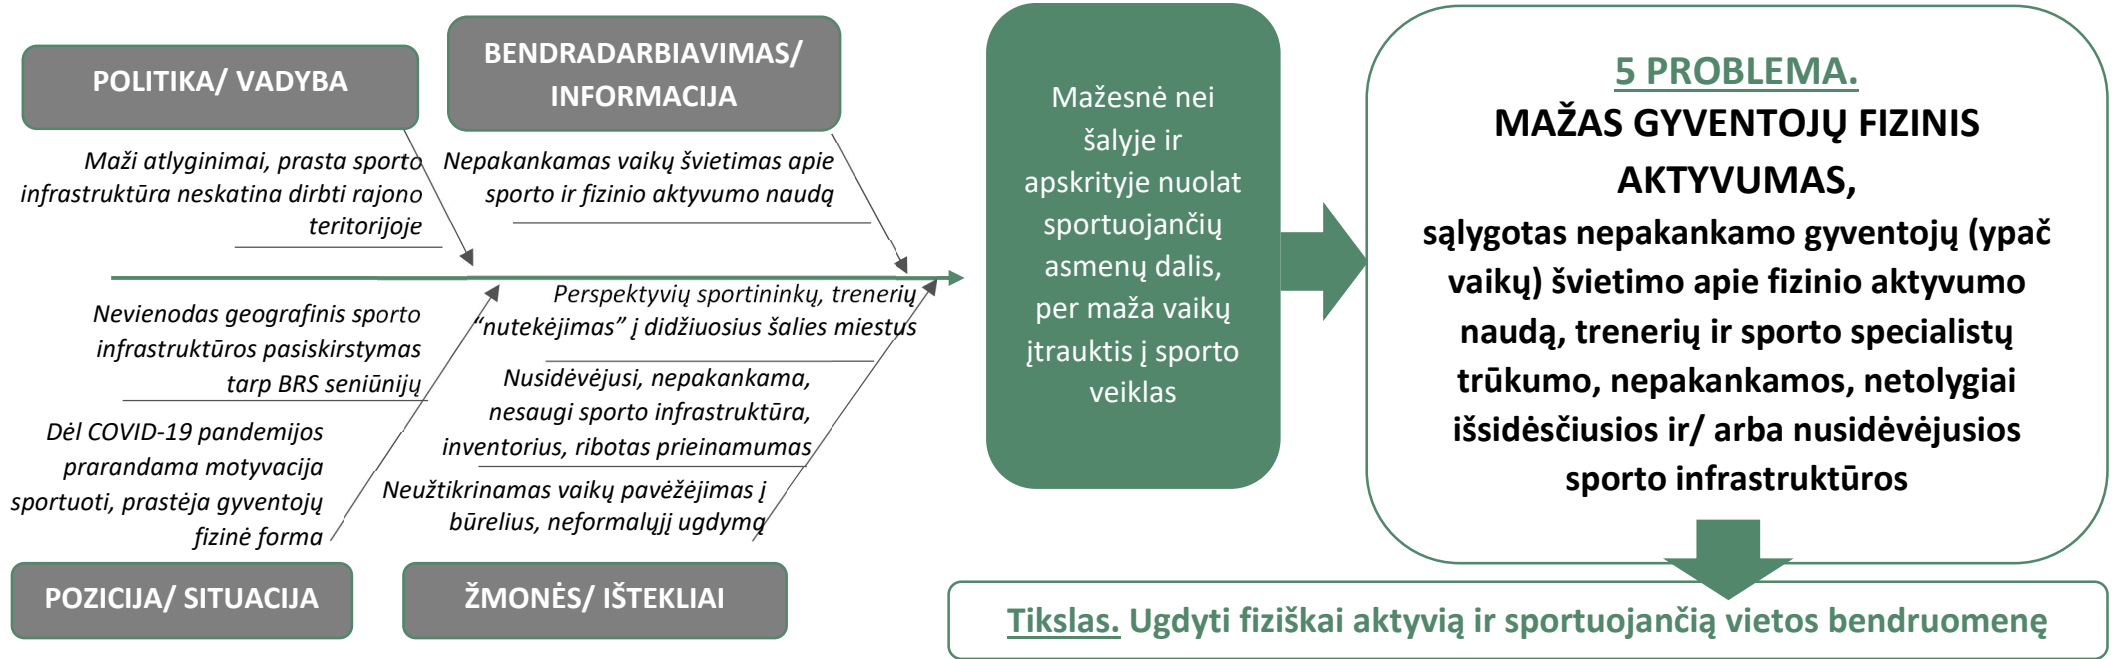 POLITIKA/ VADYBA
Maži atlyginimai, prasta sporto
infrastruktūra neskatina dirbti rajono
teritorijoje
BENDRADARBIAVIMAS/
INFORMACIJA
Nepakankamas vaikų švietimas apie
sporto ir fizinio aktyvumo naudą
Nevienodas geografinis sporto
infrastruktūros pasiskirstymas
tarp BRS seniūnijų
Dėl COVID-19 pandemijos
prarandama motyvacija
sportuoti, prastėja gyventojų
fizinė forma
POZICIJA/ SITUACIJA
Perspektyvių sportininkų, trenerių
“nutekėjimas” į didžiuosius šalies miestus
Nusidėvėjusi, nepakankama,
nesaugi sporto infrastruktūra,
inventorius, ribotas prieinamumas
Neužtikrinamas vaikų pavėžėjimas į
būrelius, neformalųjį ugdymą
ŽMONĖS/ IŠTEKLIAI
Mažesnė nei
šalyje ir
apskrityje nuolat
sportuojančių
asmenų dalis,
per maža vaikų
įtrauktis į sporto
veiklas
5 PROBLEMA.
MAŽAS GYVENTOJŲ FIZINIS
AKTYVUMAS,
sąlygotas nepakankamo gyventojų (ypač
vaikų) švietimo apie fizinio aktyvumo
naudą, trenerių ir sporto specialistų
trūkumo, nepakankamos, netolygiai
išsidėsčiusios ir/ arba nusidėvėjusios
sporto infrastruktūros
Tikslas. Ugdyti fiziškai aktyvią ir sportuojančią vietos bendruomenę